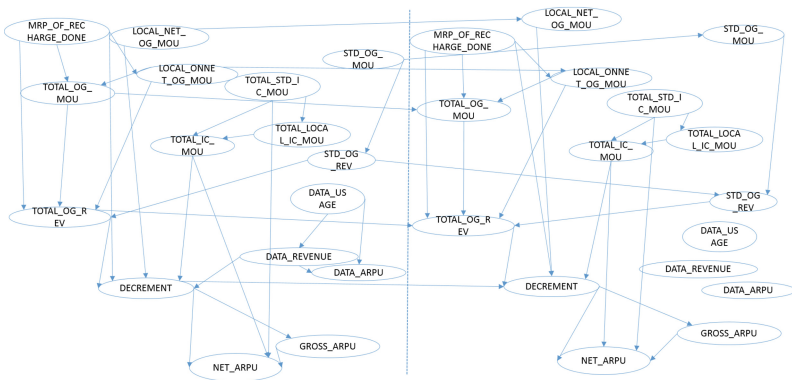 MRP_OF_REC
HARGE_DONE
LOCAL_NET_
OG_MOU
STD_OG_
MOU
LOCAL_ONNE
T_OG_MOU
TOTAL_STD_I
C_MOU
TOTAL_OG_
MOU
TOTAL_LOCA
L_IC_MOU
TOTAL_IC_
MOU
STD_OG
_REV
DATA_US
AGE
TOTAL_OG_R
EV
DATA_REVENUE
DATA_ARPU
DECREMENT
GROSS_ARPU
NET_ARPU
LOCAL_NET_
OG_MOU
MRP_OF_REC
HARGE_DONE
STD_OG_
MOU
LOCAL_ONNE
T_OG_MOU
TOTAL_STD_I
C_MOU
TOTAL_OG_
MOU
TOTAL_LOCA
L_IC_MOU
TOTAL_IC_
MOU
STD_OG
_REV
TOTAL_OG_R
EV
DATA_US
AGE
DATA_REVENUE
DATA_ARPU
DECREMENT
GROSS_ARPU
NET_ARPU